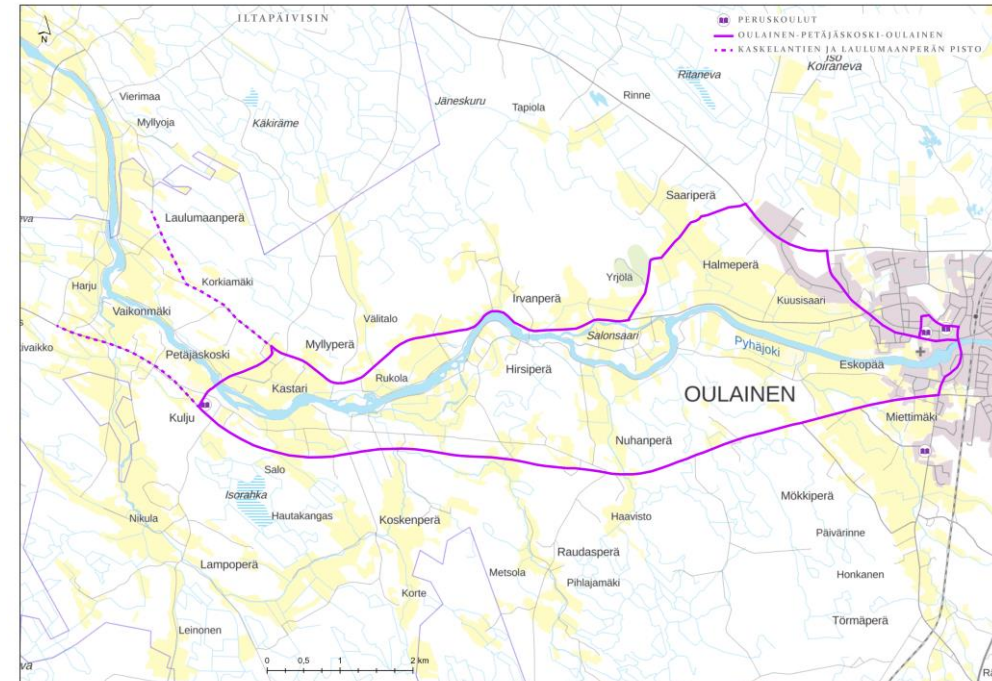 ILTAPÄIVISIN
PERUSKOULUT
OULAINEN-PETÄJÄSKOSKI-OULAINEN
KASKELANTIEN JA LAULUMAANPERÄN PISTO
N
Iso
Koiraneva
Ritaneva
Rinne
Vierimaa
Jäneskuru
Tapiola
Myllyoja
Käkiräme
Saariperä
eva
Laulumaanperä
Halmeperä
Yrjölä
Harju
Korkiamäki
Irvanperä
Kuusisaari
Vaikonmäki
Välitalo
Salonsaari
Pyhäjoki
ivaikko
Petäjäskoski
Myllyperä
Eskopää
Rukola
Hirsiperä
Kastari
OULAINEN
Kulju
Miettimäki
Nuhanperä
Salo
Isorahka
Mökkiperä
Nikula
Hautakangas
Koskenperä
Haavisto
Päivärinne
Raudasperä
Lampoperä
Metsola
Pihlajamäki
Honkanen
Korte
Törmäperä
Leinonen
0 0,5 1 2 km
va